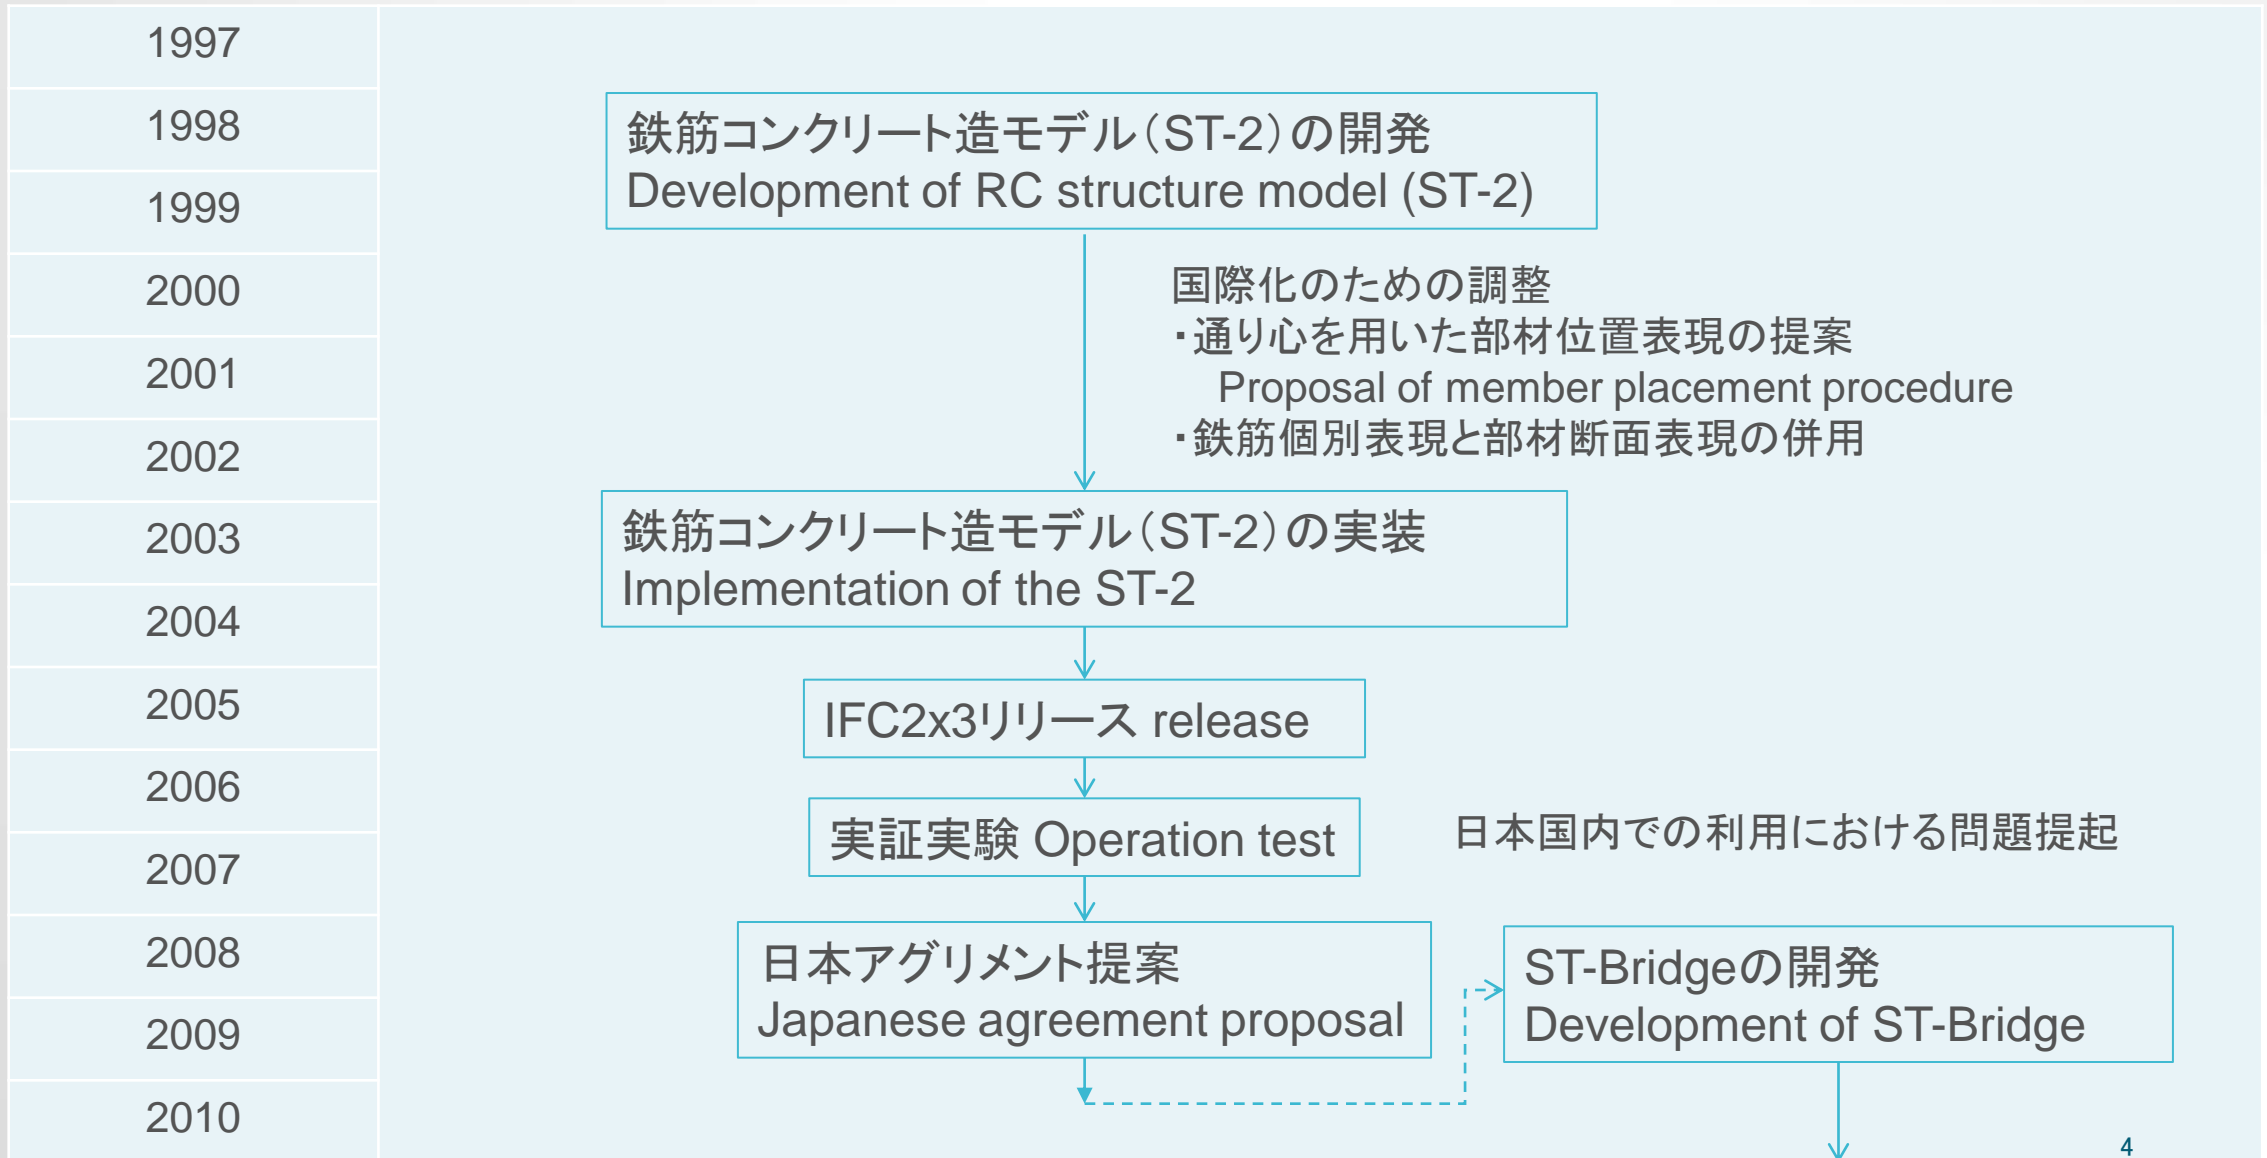 1997
1998
1999
2000
2001
2002
2003
2004
2005
2006
2007
2008
2009
2010
鉄筋コンクリート造モデル（ST-2）の開発
Development of RC structure model (ST-2)
国際化のための調整
・通り心を用いた部材位置表現の提案
Proposal of member placement procedure
・鉄筋個別表現と部材断面表現の併用
鉄筋コンクリート造モデル（ST-2）の実装
Implementation of the ST-2
IFC2x3リリース release
実証実験 Operation test
日本国内での利用における問題提起
日本アグリメント提案
Japanese agreement proposal
ST-Bridgeの開発
Development of ST-Bridge
4